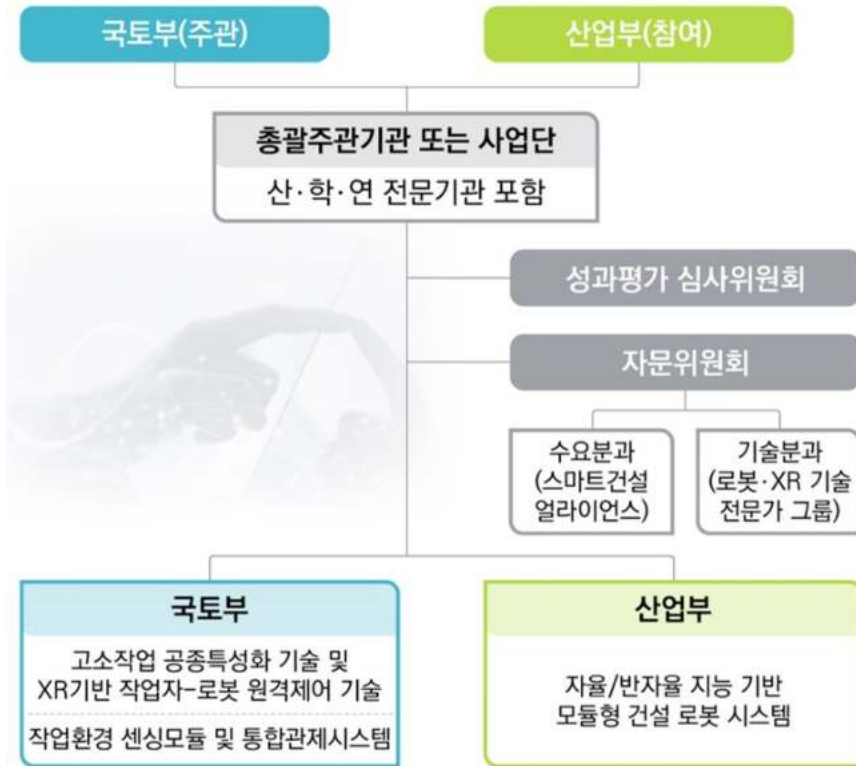 국토부(주관)
산업부(참여)
총괄주관기관 또는 사업단
산·학·연 전문기관 포함
성과평가 심사위원회
자문위원회
수요분과
(스마트건설
얼라이언스)
기술분과
(로봇·XR 기술
전문가 그룹)
국토부
고소작업 공종특성화 기술 및
XR기반 작업자-로봇 원격제어 기술
작업환경 센싱모듈 및 통합관제시스템
산업부
자율/반자율 지능 기반
모듈형 건설 로봇 시스템